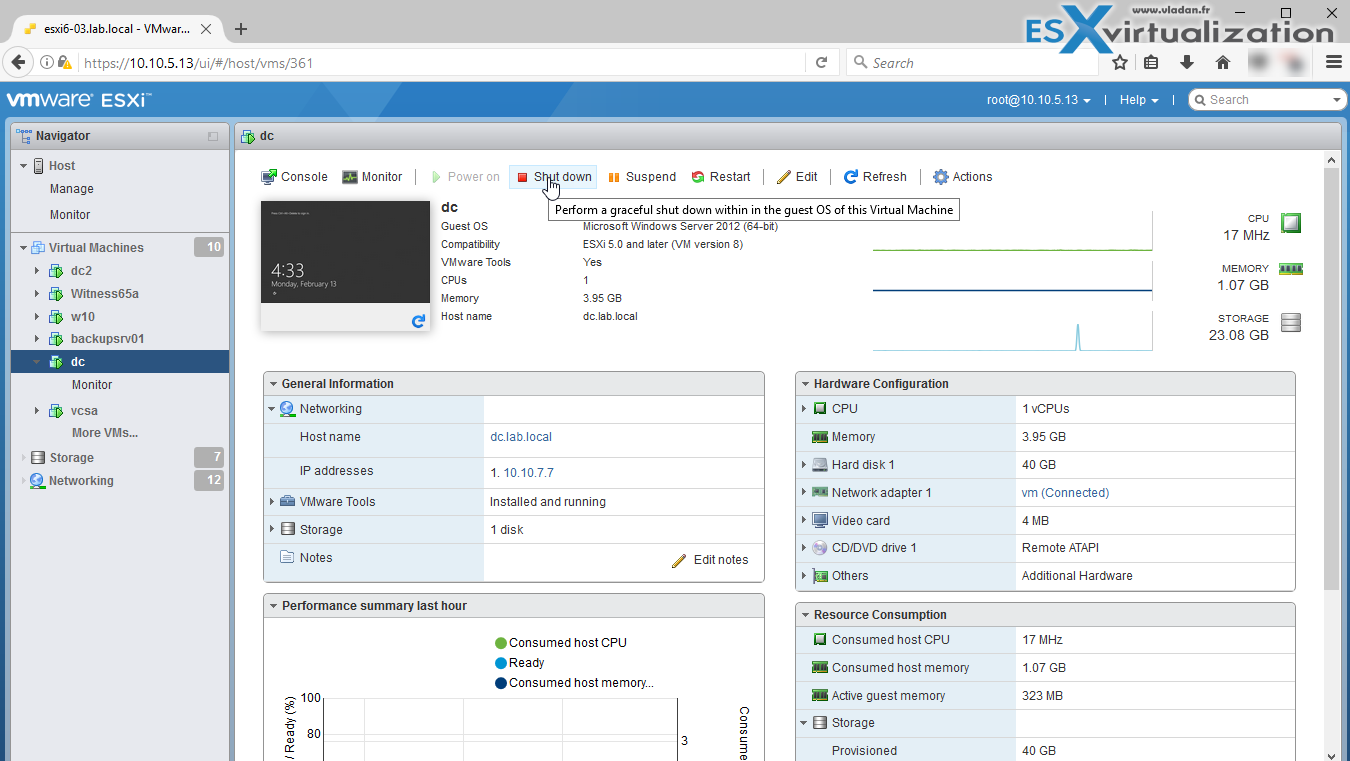 www.vladan.fr
ESXvirtualization
esxi6-03.lab.local - VMwar...
https://10.10.5.13/ui/#/host/vms/361
Search
vmware ESXi™
root@10.10.5.13
Help
Search
Navigator
Host
Manage
Monitor
Virtual Machines 10
dc2
Witness65a
w10
backupsrv01
dc
Monitor
vcsa
More VMs...
Storage 7
Networking 12
dc
Console Monitor Power on Shut down Suspend Restart Edit Refresh Actions
Perform a graceful shut down within in the guest OS of this Virtual Machine
4:33
Monday, February 13
dc
Guest OS Microsoft Windows Server 2012 (64-bit)
Compatibility ESXi 5.0 and later (VM version 8)
VMware Tools Yes
CPUs 1
Memory 3.95 GB
Host name dc.lab.local
CPU
17 MHz
MEMORY
1.07 GB
STORAGE
23.08 GB
General Information
Networking
Host name dc.lab.local
IP addresses 1. 10.10.7.7
VMware Tools Installed and running
Storage 1 disk
Notes Edit notes
Performance summary last hour
Consumed host CPU
Ready
Consumed host memory...
100
80
3
/ Ready (%)
Consume
Hardware Configuration
CPU 1 vCPUs
Memory 3.95 GB
Hard disk 1 40 GB
Network adapter 1 vm (Connected)
Video card 4 MB
CD/DVD drive 1 Remote ATAPI
Others Additional Hardware
Resource Consumption
Consumed host CPU 17 MHz
Consumed host memory 1.07 GB
Active guest memory 323 MB
Storage
Provisioned 40 GB